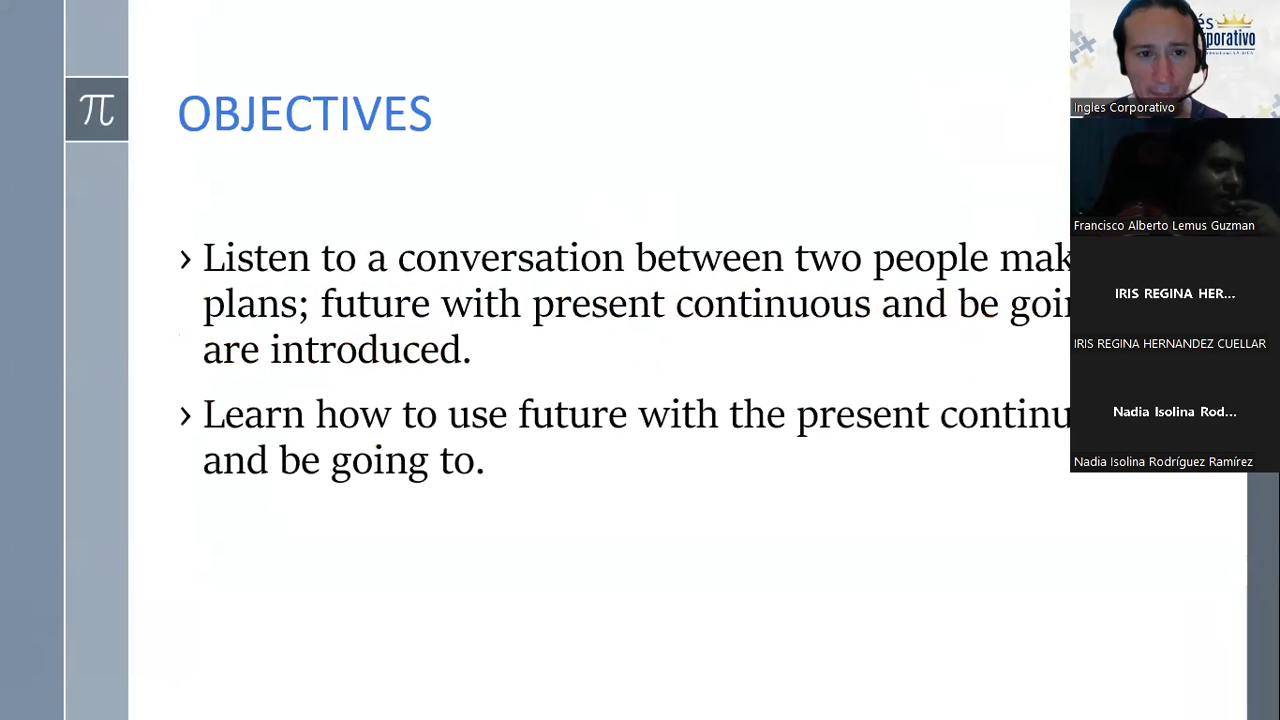 π
OBJECTIVES
› Listen to a conversation between two people mak
plans; future with present continuous and be goi
are introduced.
› Learn how to use future with the present continu
and be going to.
és
rporativo
Ingles Corporativo
Francisco Alberto Lemus Guzman
IRIS REGINA HER...
IRIS REGINA HERNANDEZ CUELLAR
Nadia Isolina Rod...
Nadia Isolina Rodríguez Ramírez